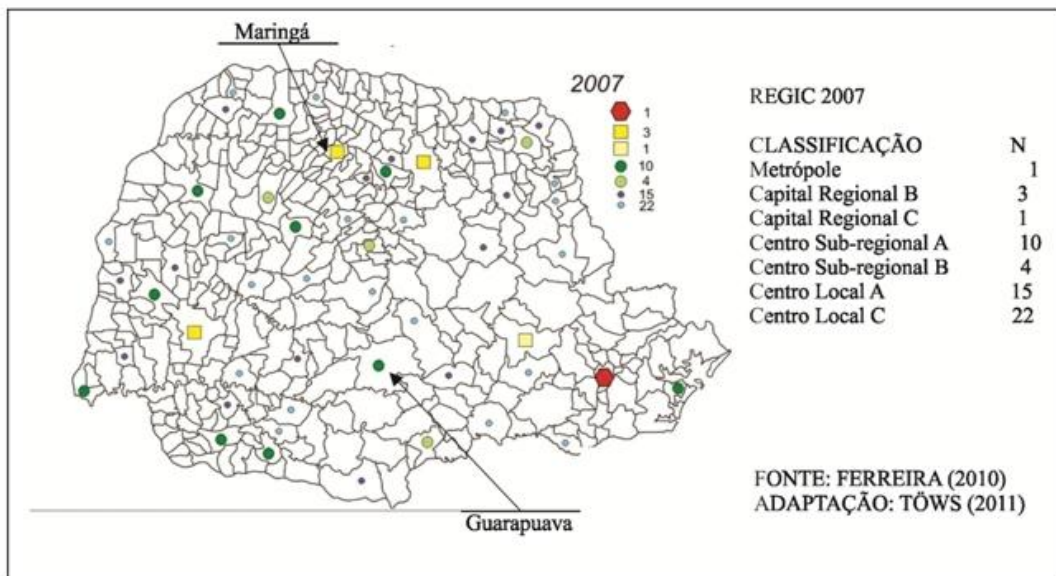 Maringá
2007
1
3
1
10
4
15
22
Guarapuava
REGIC 2007
CLASSIFICAÇÃO N
Metrópole 1
Capital Regional B 3
Capital Regional C 1
Centro Sub-regional A 10
Centro Sub-regional B 4
Centro Local A 15
Centro Local C 22
FONTE: FERREIRA (2010)
ADAPTAÇÃO: TÖWS (2011)